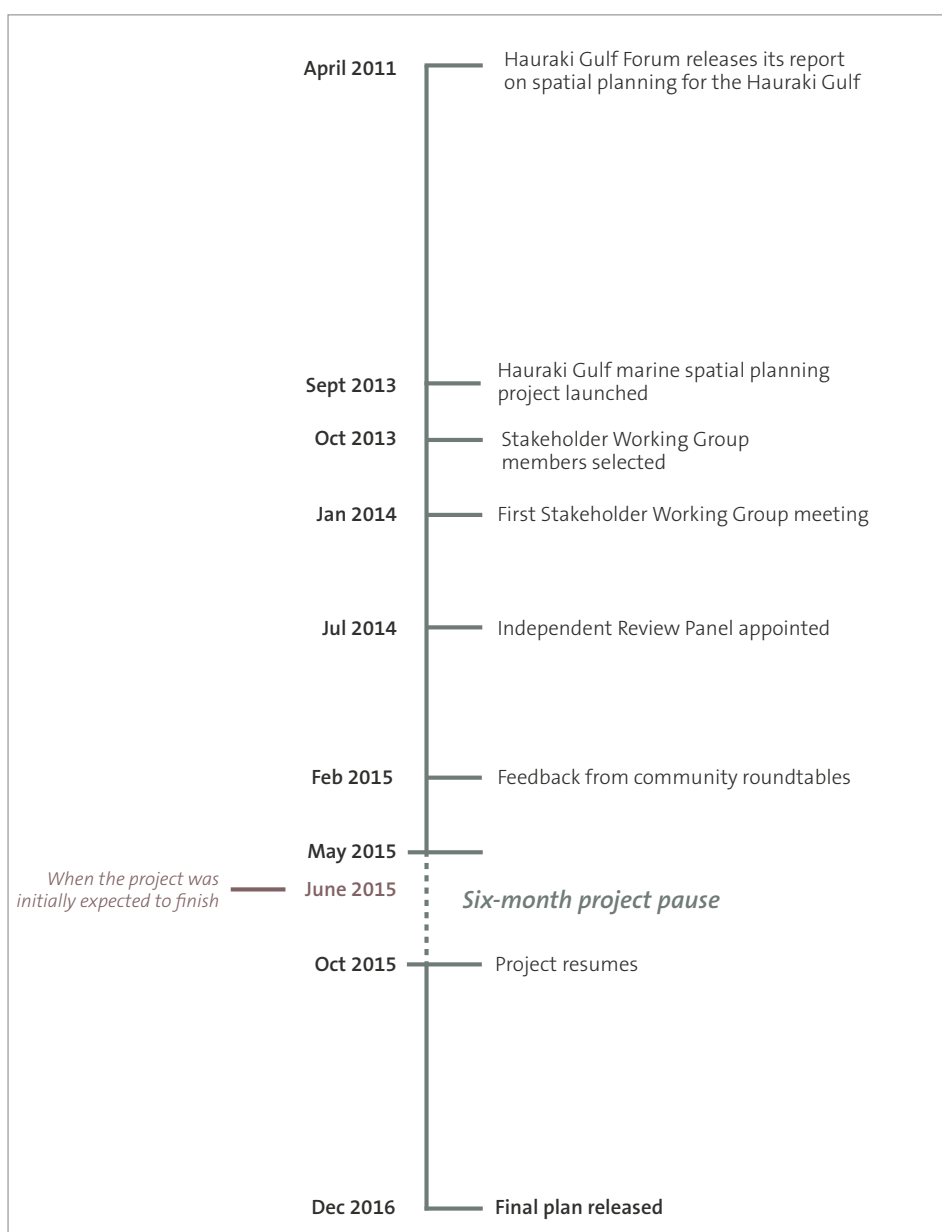 April 2011
Hauraki Gulf Forum releases its report
on spatial planning for the Hauraki Gulf
Sept 2013
Hauraki Gulf marine spatial planning
project launched
Oct 2013
Stakeholder Working Group
members selected
Jan 2014
First Stakeholder Working Group meeting
Jul 2014
Independent Review Panel appointed
Feb 2015
Feedback from community roundtables
May 2015
When the project was
initially expected to finish
June 2015
Six-month project pause
Oct 2015
Project resumes
Dec 2016
Final plan released